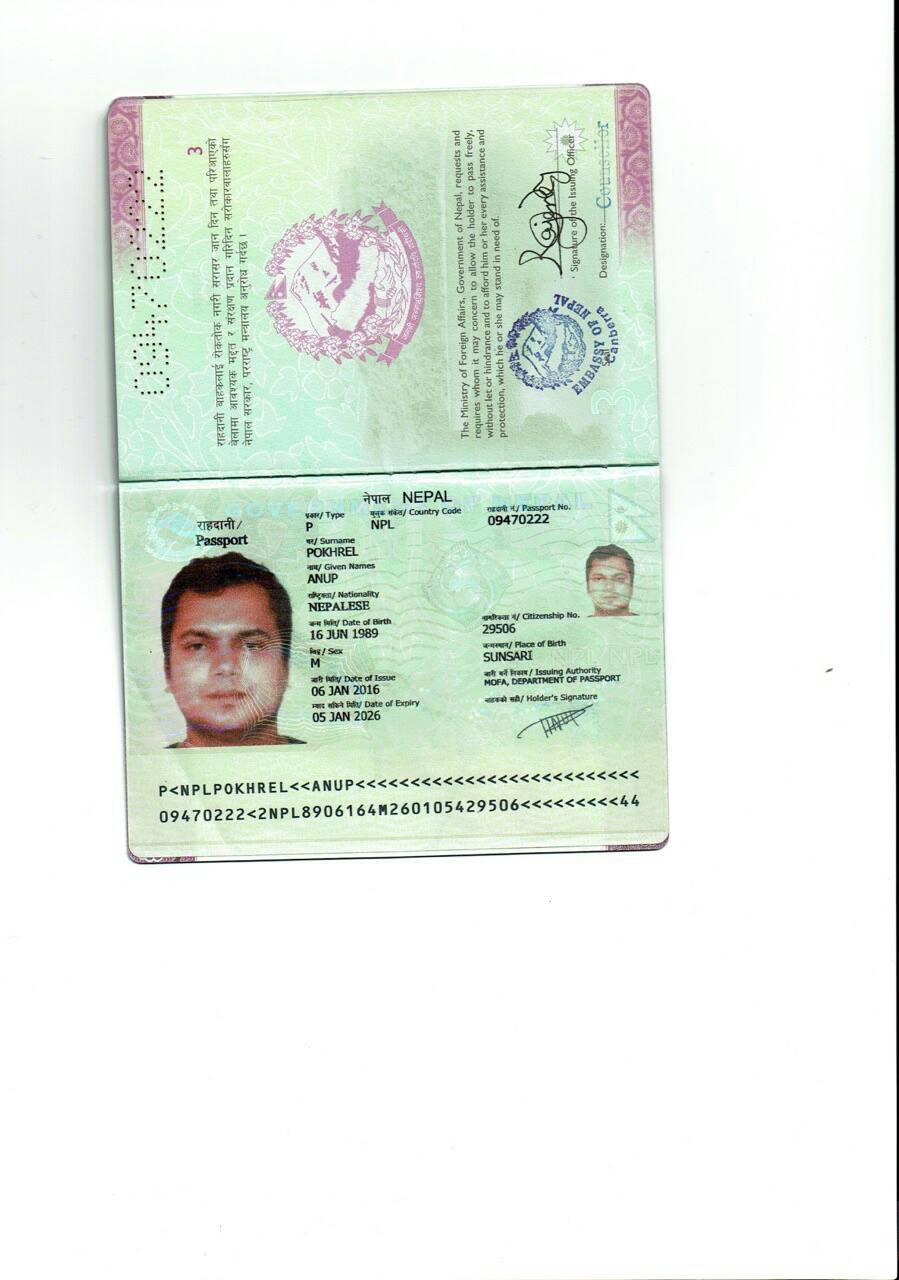 09470222
3
राहदानी बाहकलाई रोकतोक नगरी सरासर जान दिन तथा परिआएको
बेलामा आवश्यक मद्दत र संरक्षण प्रदान गरिदिन सरोकारवालाहरुसँग
नेपाल सरकार, परराष्ट्र मन्त्रालय अनुरोध गर्दछ ।
The Ministry of Foreign Affairs, Government of Nepal, requests and
requires whom it may concern to allow the holder to pass freely,
without let or hindrance and to afford him or her every assistance and
protection, which he or she may stand in need of.
Signature of the Issuing Officer
Designation: Counsellor
Seal
EMBASSY OF NEPAL
Canberra
नेपाल NEPAL
राहदानी/
Passport
प्रकार/ Type
P
मुलुक संकेत/ Country Code
NPL
राहदानी नं./ Passport No.
09470222
थर/ Surname
POKHREL
नाम/ Given Names
ANUP
राष्ट्रियता/ Nationality
NEPALESE
जन्म मिति/ Date of Birth
16 JUN 1989
नागरिकता नं/ Citizenship No.
29506
लिङ्ग/ Sex
M
जन्मस्थान/ Place of Birth
SUNSARI
जारी मिति/ Date of Issue
06 JAN 2016
जारी गर्ने निकाय / Issuing Authority
MOFA, DEPARTMENT OF PASSPORT
म्याद सकिने मिति/ Date of Expiry
05 JAN 2026
वाहकको सही/ Holder's Signature
ANUP
P<NPLPOKHREL<<ANUP<<<<<<<<<<<<<<<<<<<<<<<<<<
09470222<2NPL8906164M260105429506<<<<<<<<<44